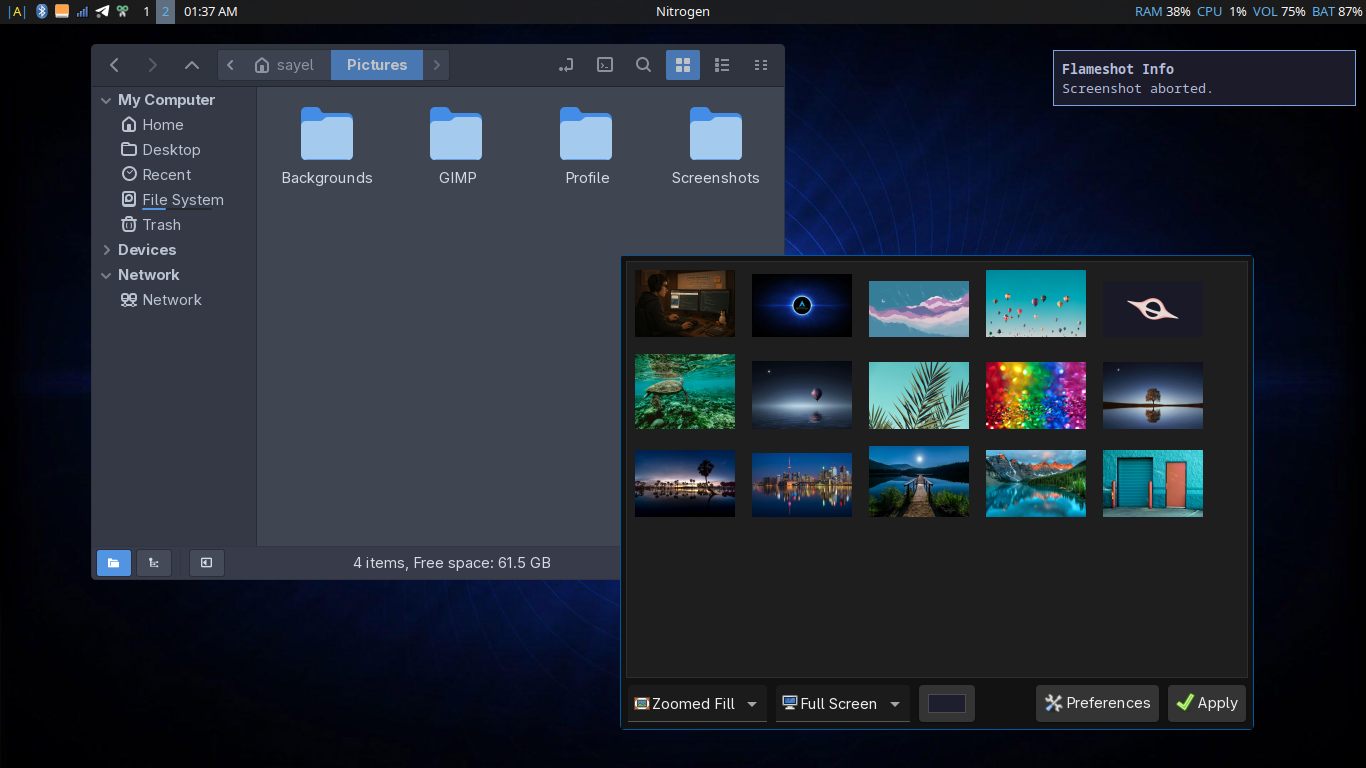 |A| 1 2 01:37 AM Nitrogen RAM 38% CPU 1% VOL 75% BAT 87%
sayel Pictures
Flameshot Info
Screenshot aborted.
My Computer
Home
Desktop
Recent
File System
Trash
Devices
Network
Network
Backgrounds GIMP Profile Screenshots
4 items, Free space: 61.5 GB
Zoomed Fill Full Screen Preferences Apply